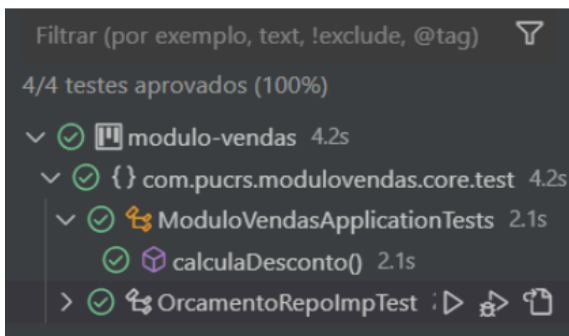 Filtrar (por exemplo, text, !exclude, @tag)
4/4 testes aprovados (100%)
modulo-vendas 4.2s
{} com.pucrs.modulovendas.core.test 4.2s
ModuloVendasApplicationTests 2.1s
calculaDesconto() 2.1s
OrcamentoRepoImpTest